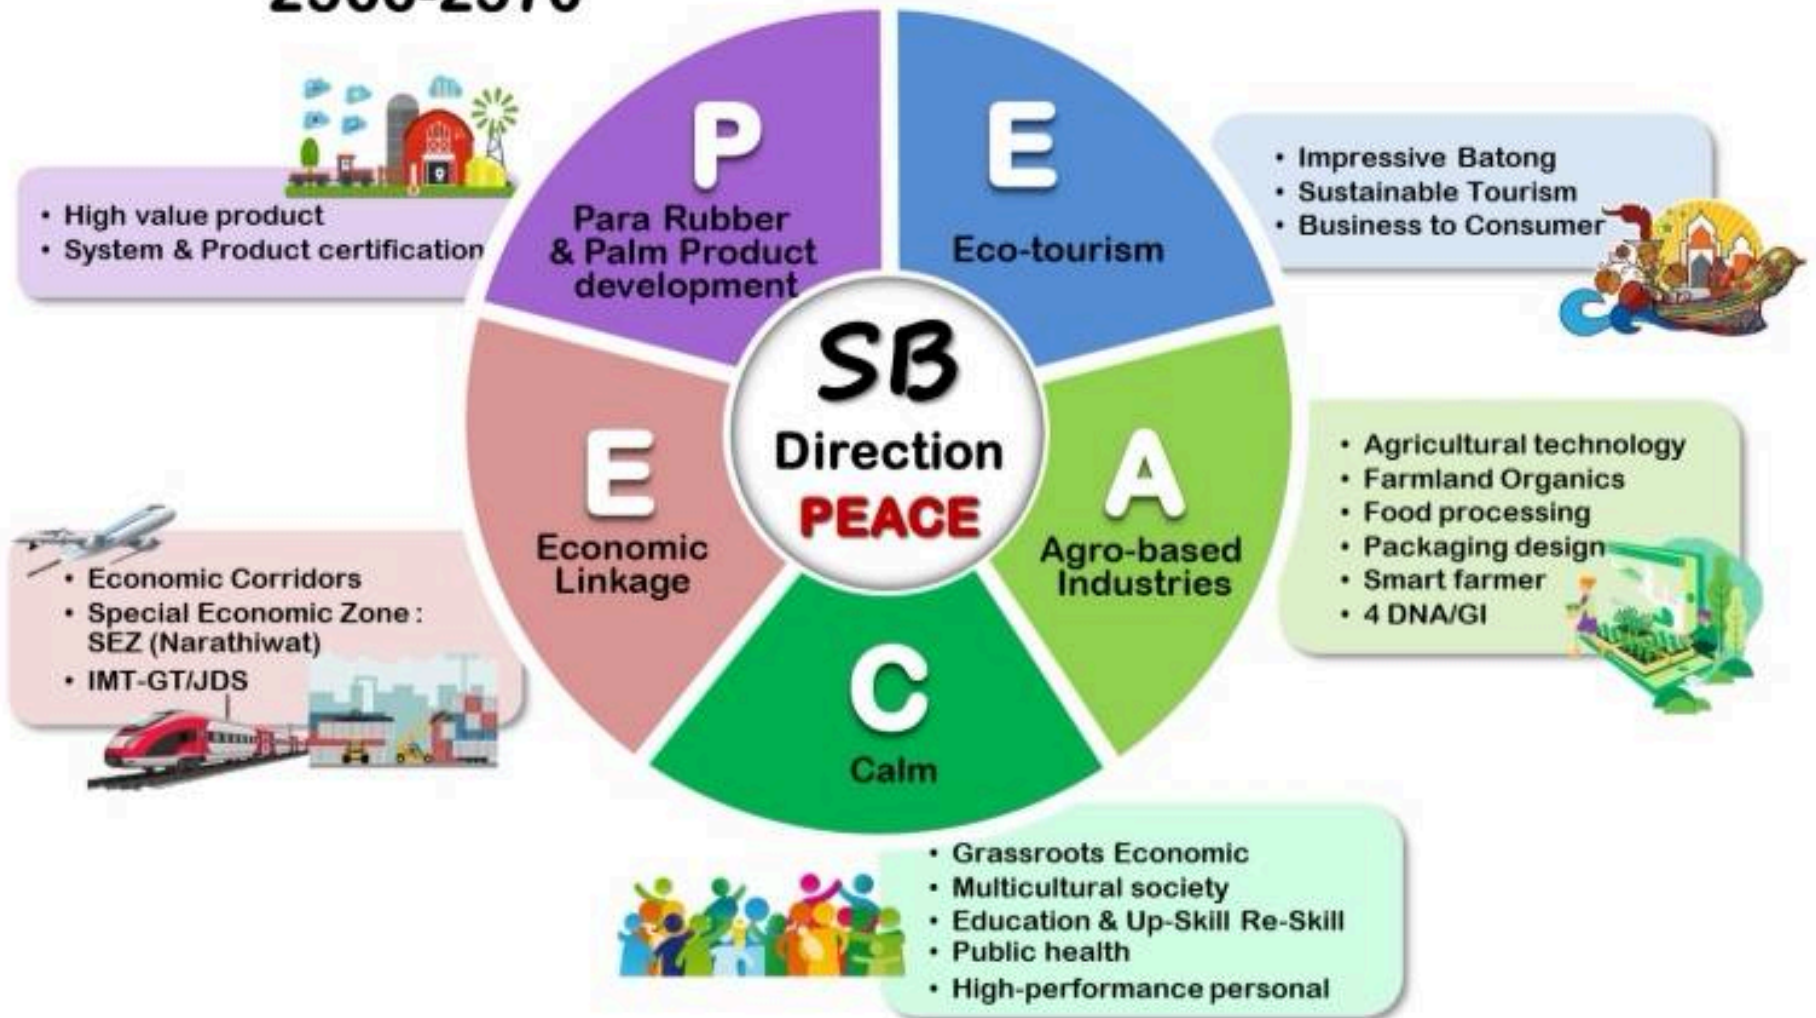 2566-2570
P
Para Rubber
& Palm Product
development
E
Eco-tourism
A
Agro-based
Industries
C
Calm
E
Economic
Linkage
SB
Direction
PEACE
• High value product
• System & Product certification
9
• Impressive Batong
• Sustainable Tourism
• Business to Consumer
• Agricultural technology
• Farmland Organics
• Food processing
• Packaging design
• Smart farmer
• 4 DNA/GI
• Grassroots Economic
• Multicultural society
• Education & Up-Skill Re-Skill
• Public health
• High-performance personal
• Economic Corridors
• Special Economic Zone :
SEZ (Narathiwat)
• IMT-GT/JDS